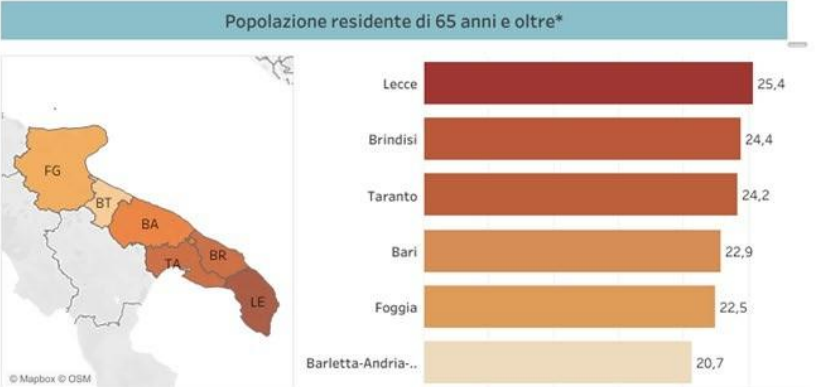 Popolazione residente di 65 anni e oltre*
FG
BT
BA
TA
BR
LE
© Mapbox © OSM
Lecce 25,4
Brindisi 24,4
Taranto 24,2
Bari 22,9
Foggia 22,5
Barletta-Andria-.. 20,7